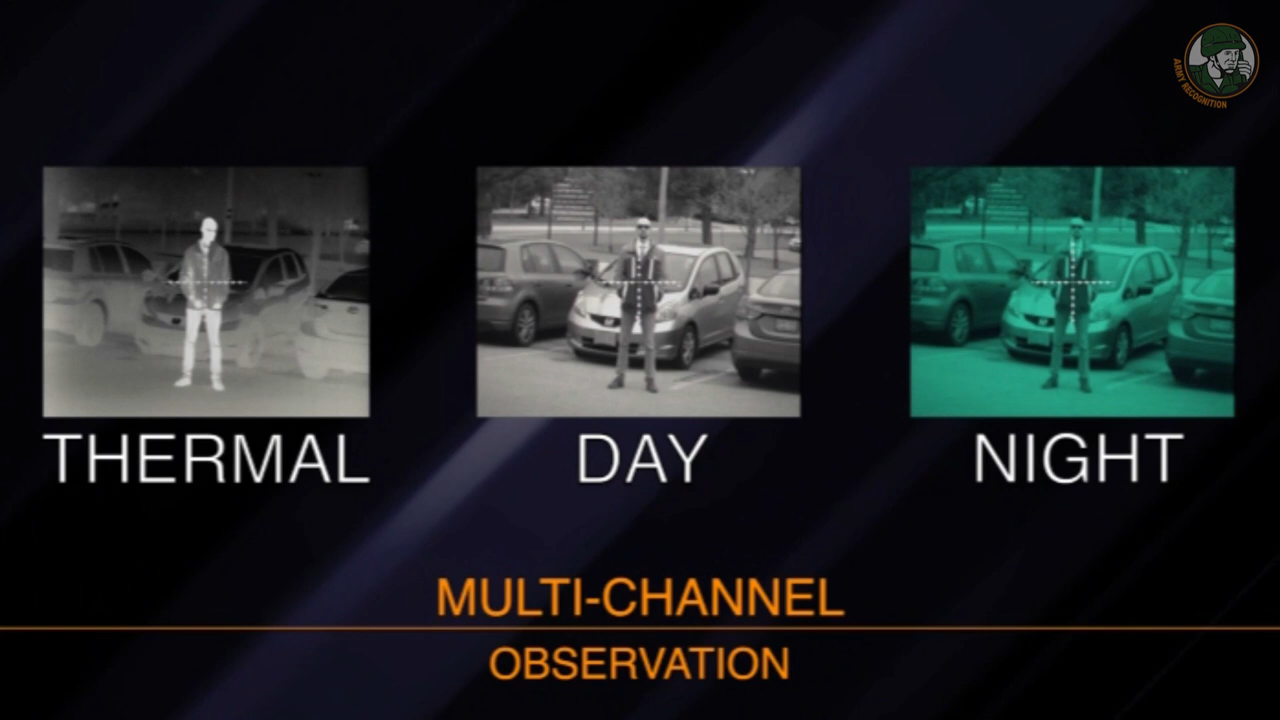 ARMY RECOGNITION
THERMAL
DAY
NIGHT
MULTI-CHANNEL
OBSERVATION